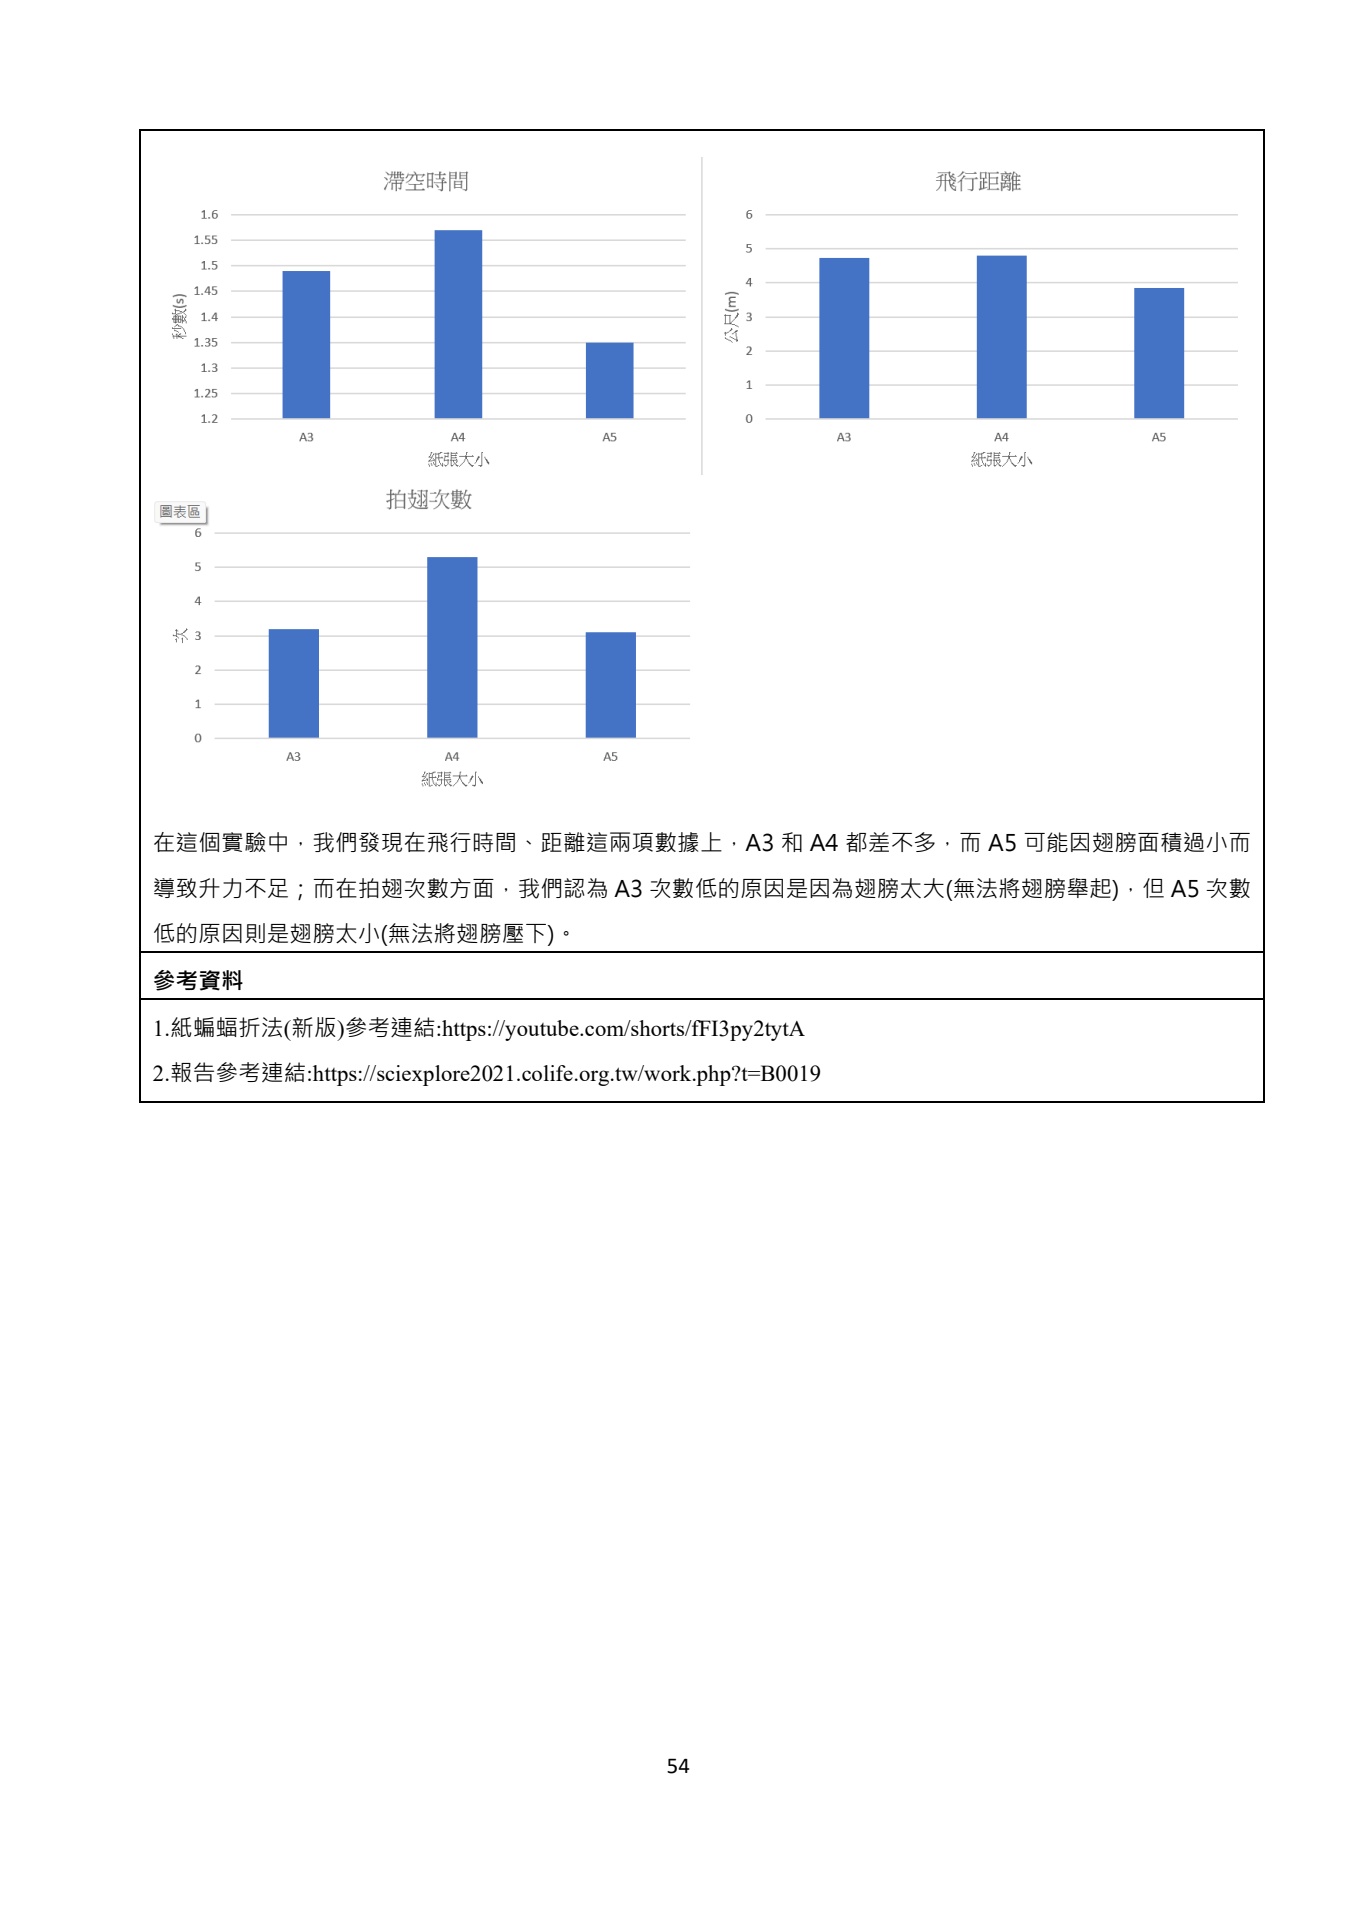 滯空時間
1.6
1.55
1.5
1.45
1.4
1.35
1.3
1.25
1.2
秒數(s)
A3 A4 A5
紙張大小
飛行距離
6
5
4
3
2
1
0
公尺(m)
A3 A4 A5
紙張大小
拍翅次數
圖表區
6
5
4
3
2
1
0
次
A3 A4 A5
紙張大小
在這個實驗中，我們發現在飛行時間、距離這兩項數據上，A3 和 A4 都差不多，而 A5 可能因翅膀面積過小而
導致升力不足；而在拍翅次數方面，我們認為 A3 次數低的原因是因為翅膀太大(無法將翅膀舉起)，但 A5 次數
低的原因則是翅膀太小(無法將翅膀壓下)。
參考資料
1.紙蝙蝠折法(新版)參考連結:https://youtube.com/shorts/fFI3py2tytA
2.報告參考連結:https://sciexplore2021.colife.org.tw/work.php?t=B0019
54